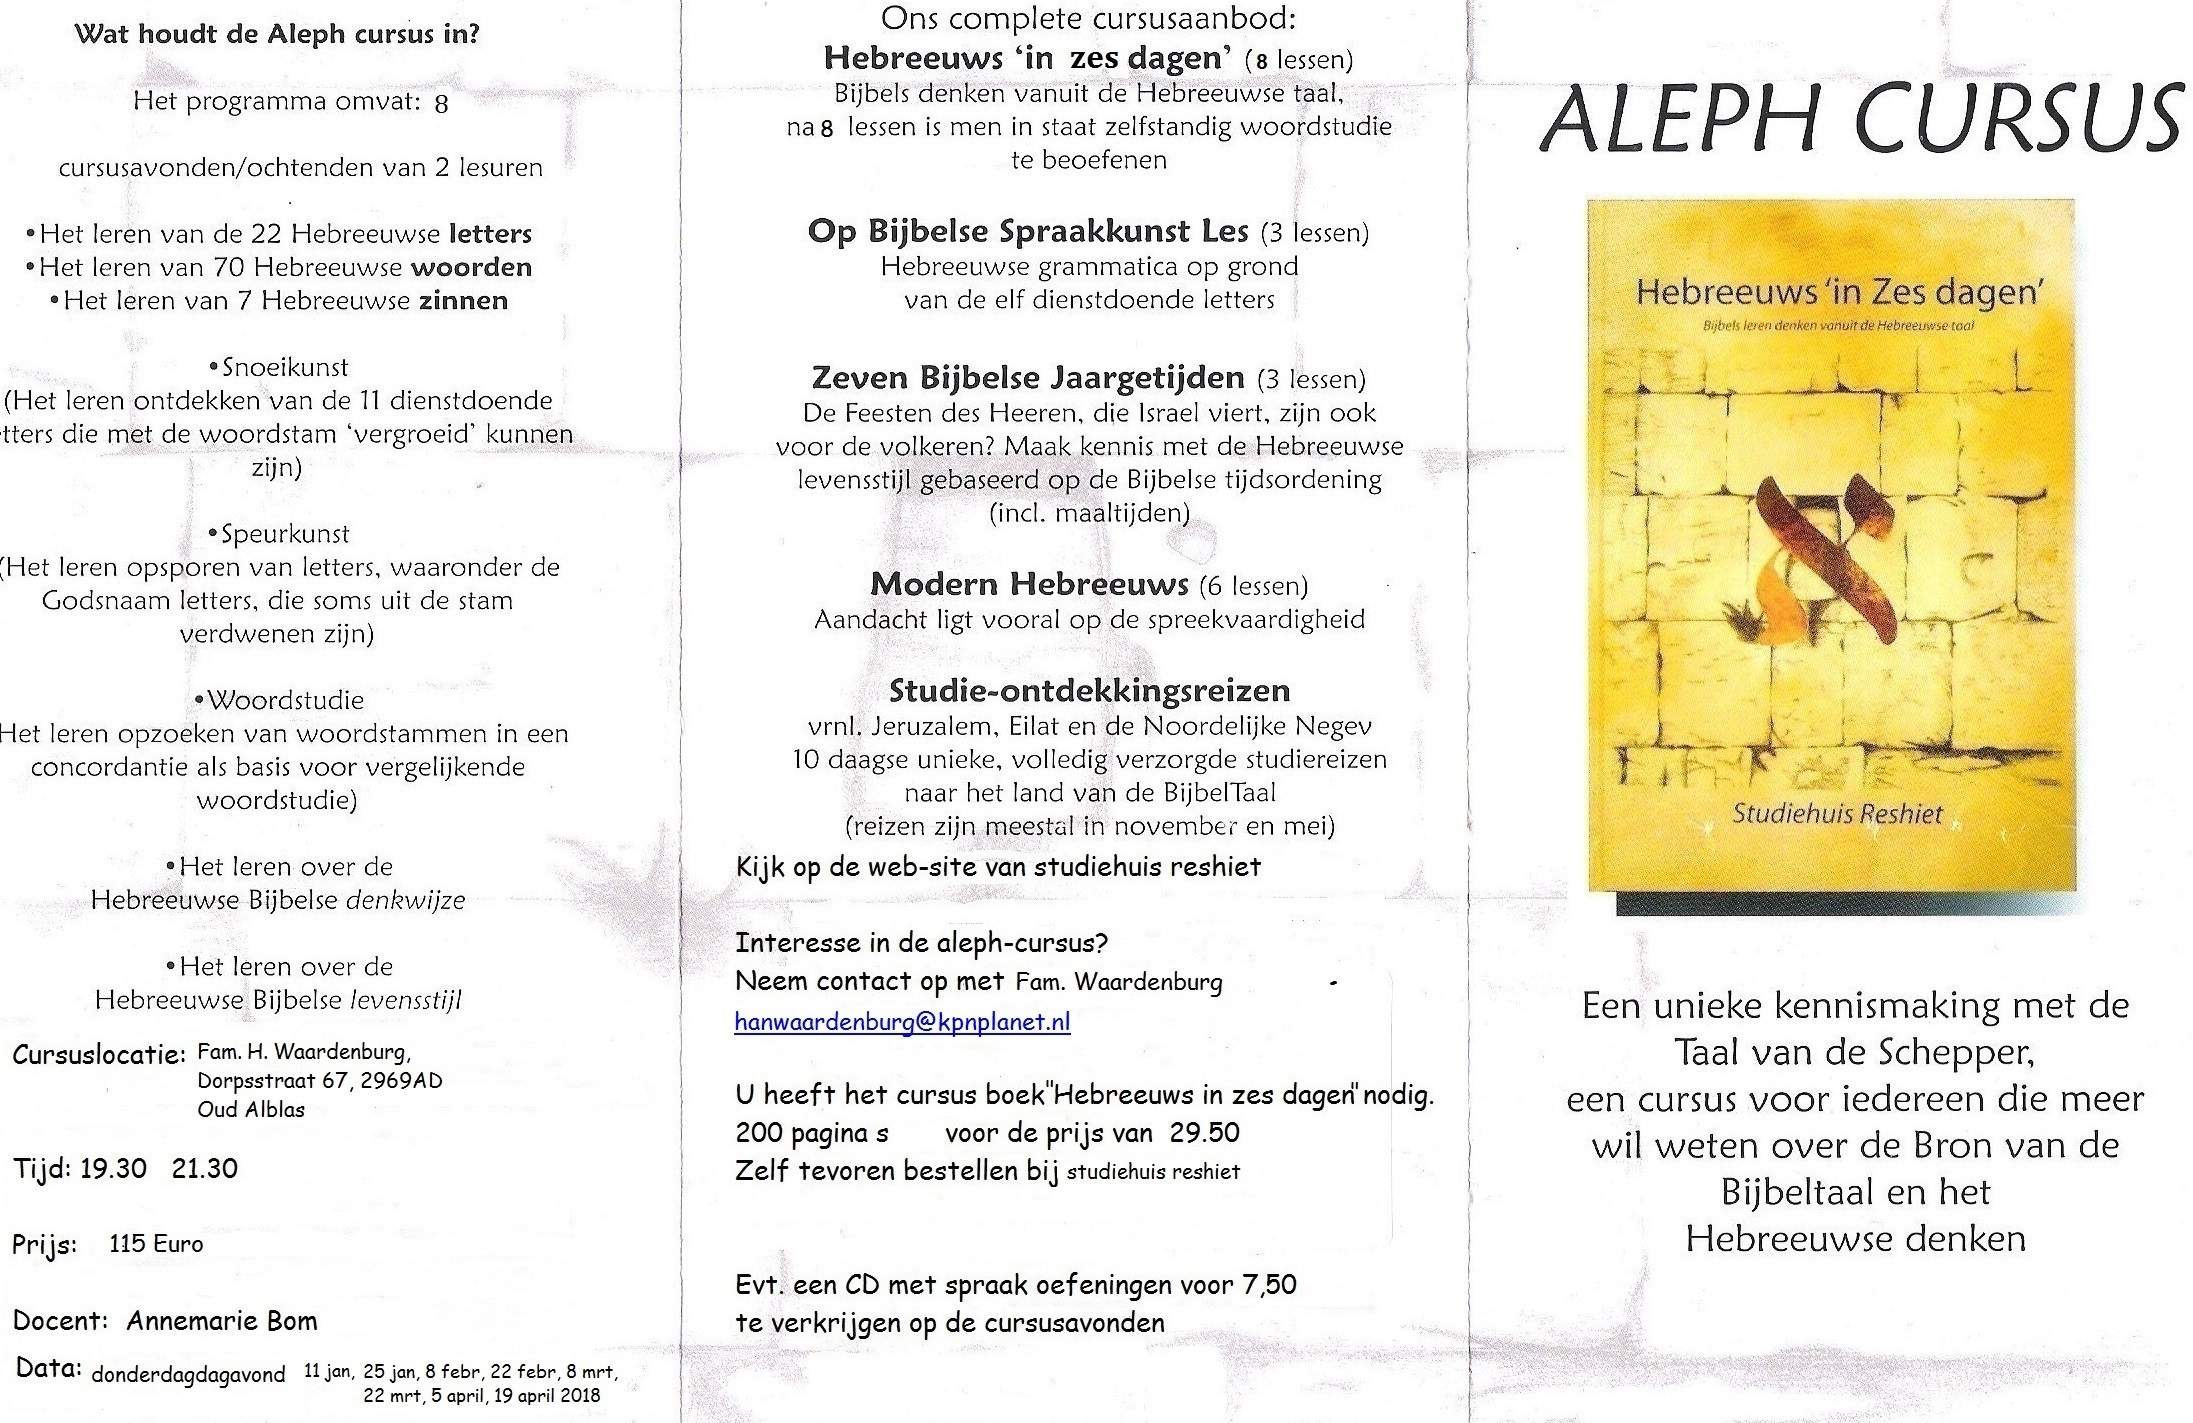 Wat houdt de Aleph cursus in?
Het programma omvat: 8
cursusavonden/ochtenden van 2 lesuren
•Het leren van de 22 Hebreeuwse letters
•Het leren van 70 Hebreeuwse woorden
•Het leren van 7 Hebreeuwse zinnen
•Snoeikunst
(Het leren ontdekken van de 11 dienstdoende
tters die met de woordstam ‘vergroeid’ kunnen
zijn)
•Speurkunst
(Het leren opsporen van letters, waaronder de
Godsnaam letters, die soms uit de stam
verdwenen zijn)
•Woordstudie
Het leren opzoeken van woordstammen in een
concordantie als basis voor vergelijkende
woordstudie)
•Het leren over de
Hebreeuwse Bijbelse denkwijze
•Het leren over de
Hebreeuwse Bijbelse levensstijl
Cursuslocatie: Fam. H. Waardenburg,
Dorpsstraat 67, 2969AD
Oud Alblas
Tijd: 19.30 21.30
Prijs: 115 Euro
Docent: Annemarie Bom
Data: donderdagdagavond 11 jan, 25 jan, 8 febr, 22 febr, 8 mrt,
22 mrt, 5 april, 19 april 2018
Ons complete cursusaanbod:
Hebreeuws ‘in zes dagen’ (8 lessen)
Bijbels denken vanuit de Hebreeuwse taal,
na 8 lessen is men in staat zelfstandig woordstudie
te beoefenen
Op Bijbelse Spraakkunst Les (3 lessen)
Hebreeuwse grammatica op grond
van de elf dienstdoende letters
Zeven Bijbelse Jaargetijden (3 lessen)
De Feesten des Heeren, die Israel viert, zijn ook
voor de volkeren? Maak kennis met de Hebreeuwse
levensstijl gebaseerd op de Bijbelse tijdsordening
(incl. maaltijden)
Modern Hebreeuws (6 lessen)
Aandacht ligt vooral op de spreekvaardigheid
Studie-ontdekkingsreizen
vrnl. Jeruzalem, Eilat en de Noordelijke Negev
10 daagse unieke, volledig verzorgde studiereizen
naar het land van de BijbelTaal
(reizen zijn meestal in november en mei)
Kijk op de web-site van studiehuis reshiet
Interesse in de aleph-cursus?
Neem contact op met Fam. Waardenburg
hanwaardenburg@kpnplanet.nl
U heeft het cursus boek"Hebreeuws in zes dagen" nodig.
200 pagina s voor de prijs van 29.50
Zelf tevoren bestellen bij studiehuis reshiet
Evt. een CD met spraak oefeningen voor 7,50
te verkrijgen op de cursusavonden
ALEPH CURSUS
Hebreeuws ‘in Zes dagen’
Bijbels leren denken vanuit de Hebreeuwse taal
א
Studiehuis Reshiet
Een unieke kennismaking met de
Taal van de Schepper,
een cursus voor iedereen die meer
wil weten over de Bron van de
Bijbeltaal en het
Hebreeuwse denken